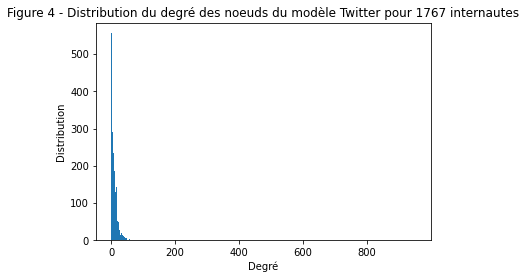 Figure 4 - Distribution du degré des noeuds du modèle Twitter pour 1767 internautes
500
400
300
200
100
0
Distribution
0 200 400 600 800
Degré